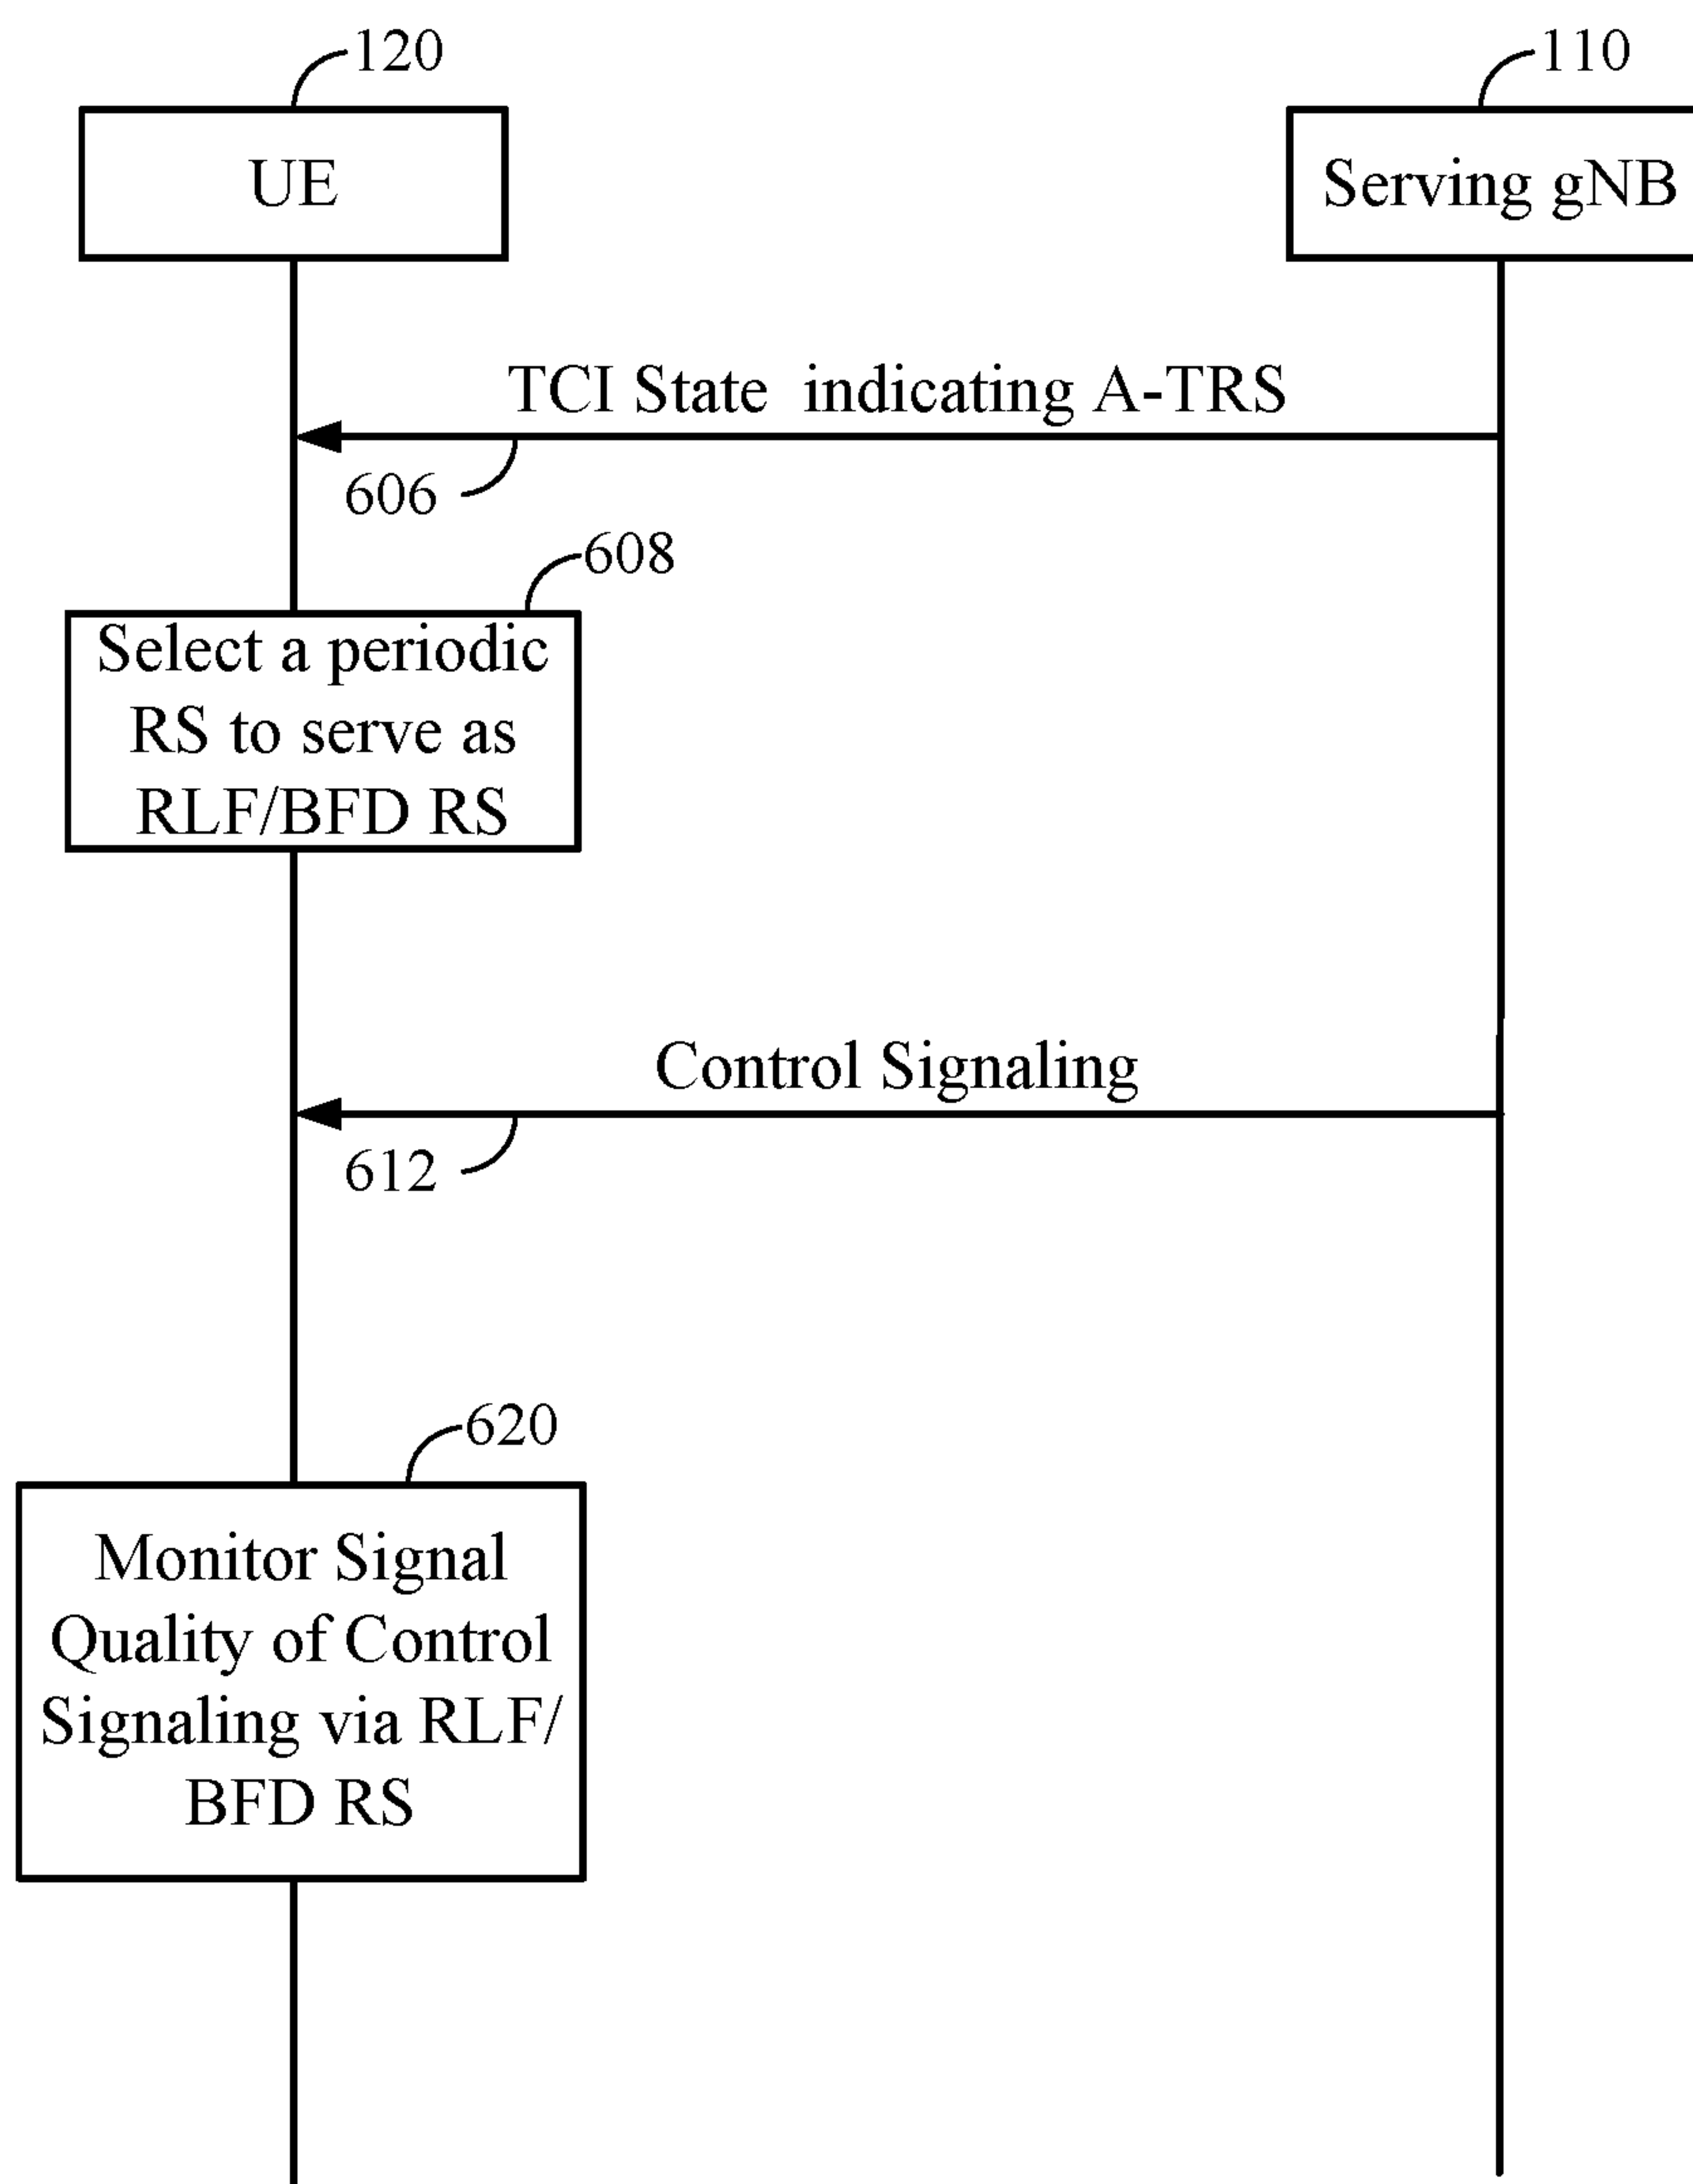 120
110
UE
Serving gNB
TCI State indicating A-TRS
606
608
Select a periodic
RS to serve as
RLF/BFD RS
Control Signaling
612
620
Monitor Signal
Quality of Control
Signaling via RLF/
BFD RS